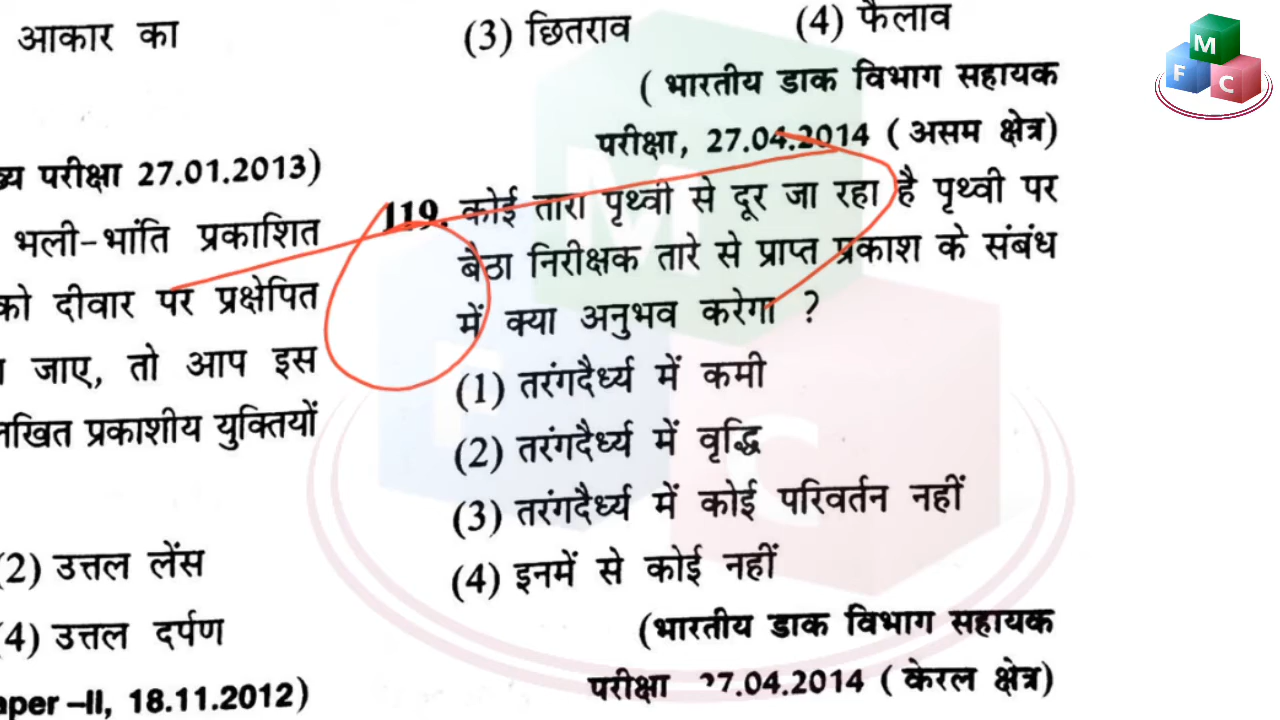 आकार का
ख्य परीक्षा 27.01.2013)
भली-भांति प्रकाशित
को दीवार पर प्रक्षेपित
जाए, तो आप इस
प्रकाशीय युक्तियों
(2) उत्तल लेंस
(4) उत्तल दर्पण
aper –II, 18.11.2012)
(3) छितराव (4) फैलाव
( भारतीय डाक विभाग सहायक
परीक्षा, 27.04.2014 ( असम क्षेत्र)
119. कोई तारा पृथ्वी से दूर जा रहा है पृथ्वी पर
बैठा निरीक्षक तारे से प्राप्त प्रकाश के संबंध
में क्या अनुभव करेगा ?
(1) तरंगदैर्ध्य में कमी
(2) तरंगदैर्ध्य में वृद्धि
(3) तरंगदैर्ध्य में कोई परिवर्तन नहीं
(4) इनमें से कोई नहीं
(भारतीय डाक विभाग सहायक
परीक्षा 27.04.2014 ( केरल क्षेत्र)
M
F C